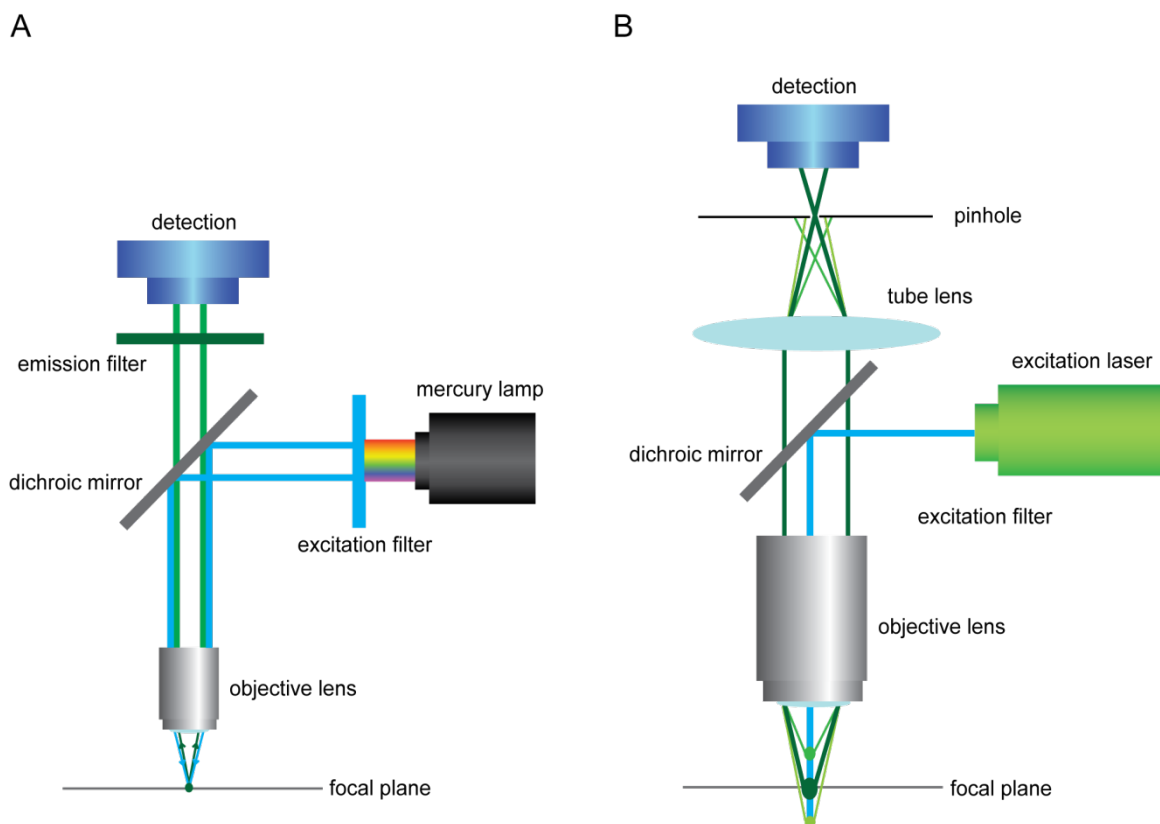 A
detection
emission filter
mercury lamp
dichroic mirror
excitation filter
objective lens
focal plane
B
detection
pinhole
tube lens
excitation laser
dichroic mirror
excitation filter
objective lens
focal plane